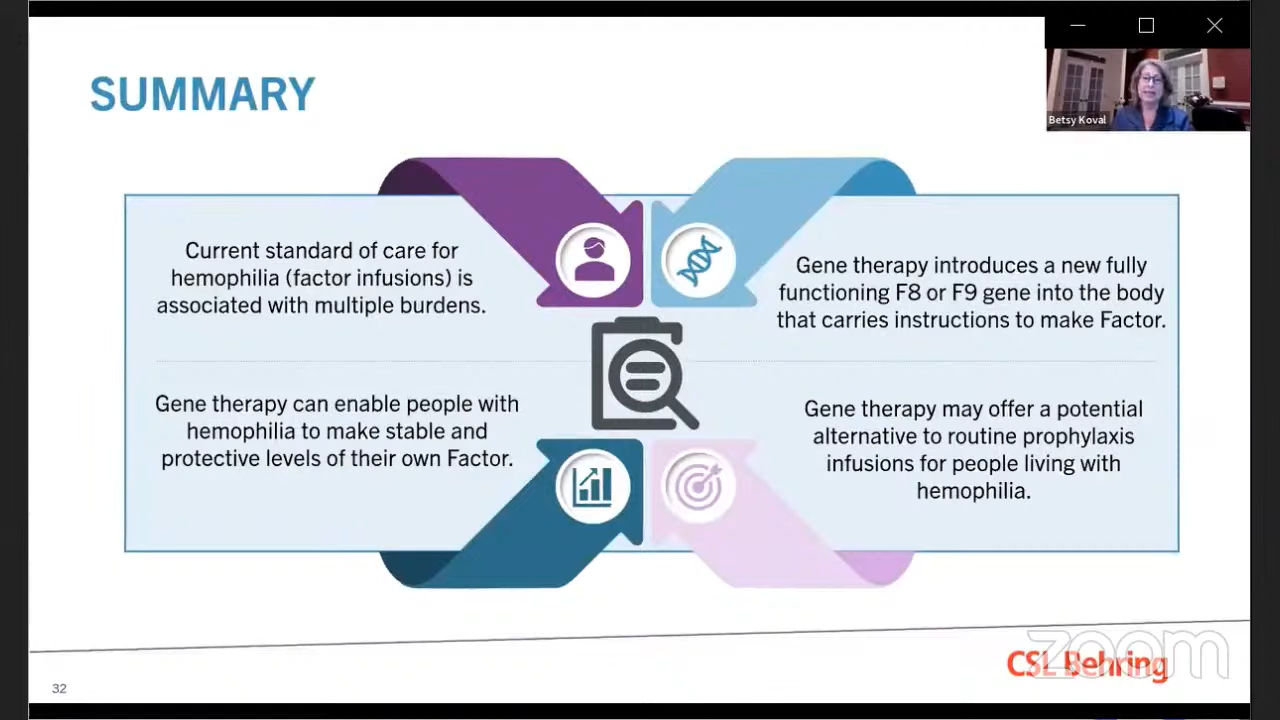 SUMMARY
Betsy Koval
Current standard of care for
hemophilia (factor infusions) is
associated with multiple burdens.
Gene therapy introduces a new fully
functioning F8 or F9 gene into the body
that carries instructions to make Factor.
Gene therapy can enable people with
hemophilia to make stable and
protective levels of their own Factor.
Gene therapy may offer a potential
alternative to routine prophylaxis
infusions for people living with
hemophilia.
CSL Behring
zoom
32